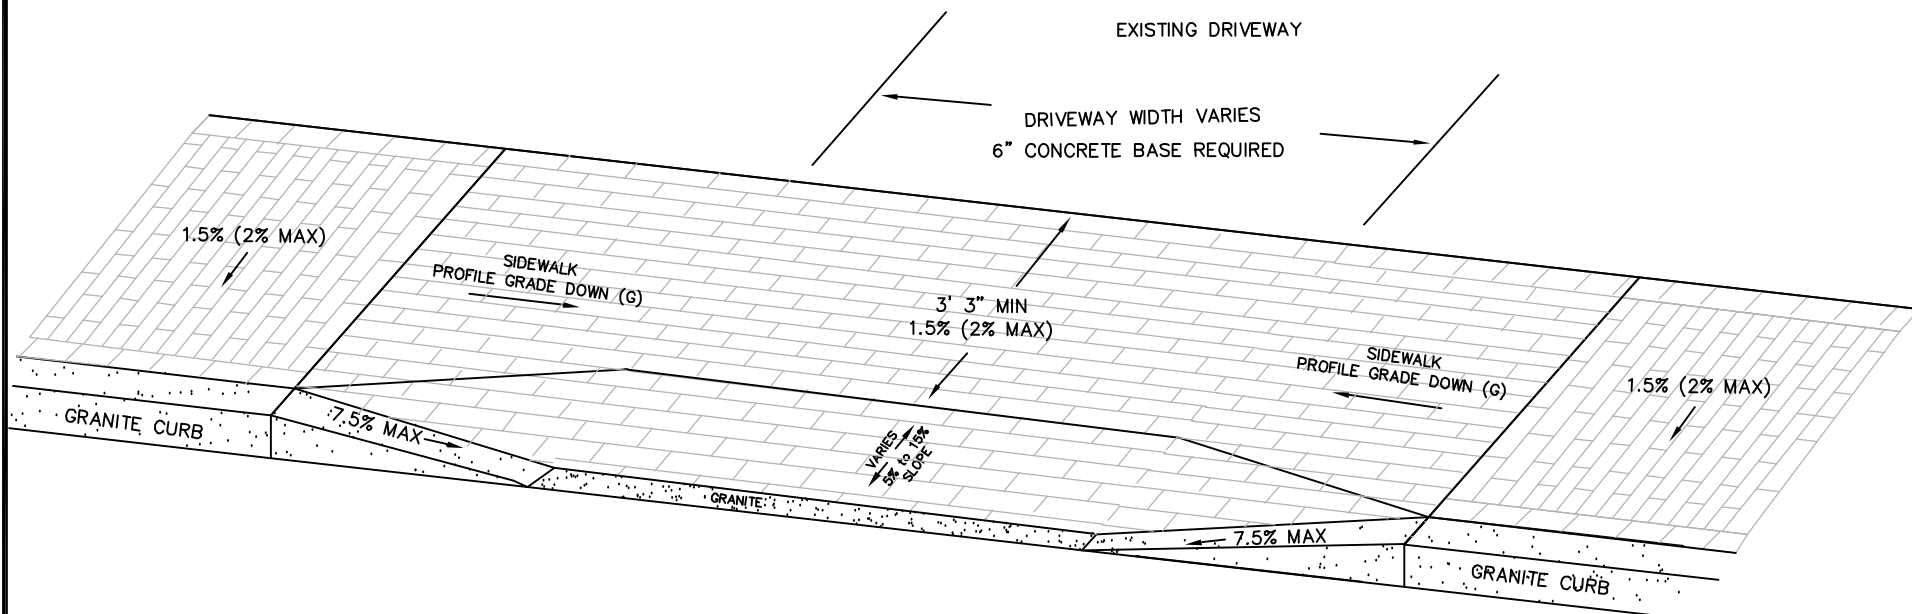 EXISTING DRIVEWAY
DRIVEWAY WIDTH VARIES
6" CONCRETE BASE REQUIRED
1.5% (2% MAX)
SIDEWALK
PROFILE GRADE DOWN (G)
3' 3" MIN
1.5% (2% MAX)
SIDEWALK
PROFILE GRADE DOWN (G)
1.5% (2% MAX)
GRANITE CURB
7.5% MAX
VARIES
5% to 15%
SLOPE
GRANITE
7.5% MAX
GRANITE CURB